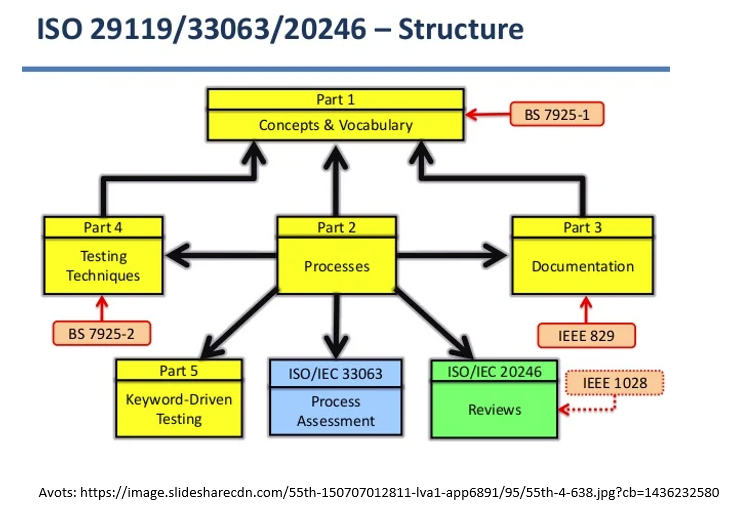 ISO 29119/33063/20246 – Structure
Part 1
Concepts & Vocabulary
BS 7925-1
Part 4
Testing
Techniques
Part 2
Processes
Part 3
Documentation
BS 7925-2
IEEE 829
Part 5
Keyword-Driven
Testing
ISO/IEC 33063
Process
Assessment
ISO/IEC 20246
Reviews
IEEE 1028
Avots: https://image.slidesharecdn.com/55th-150707012811-lva1-app6891/95/55th-4-638.jpg?cb=1436232580